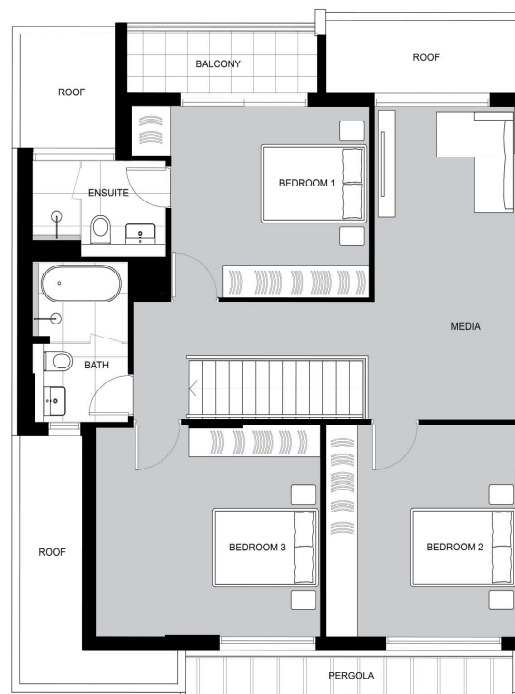 BALCONY
ROOF
ROOF
ENSUITE
BEDROOM 1
MEDIA
BATH
ROOF
BEDROOM 3
BEDROOM 2
PERGOLA